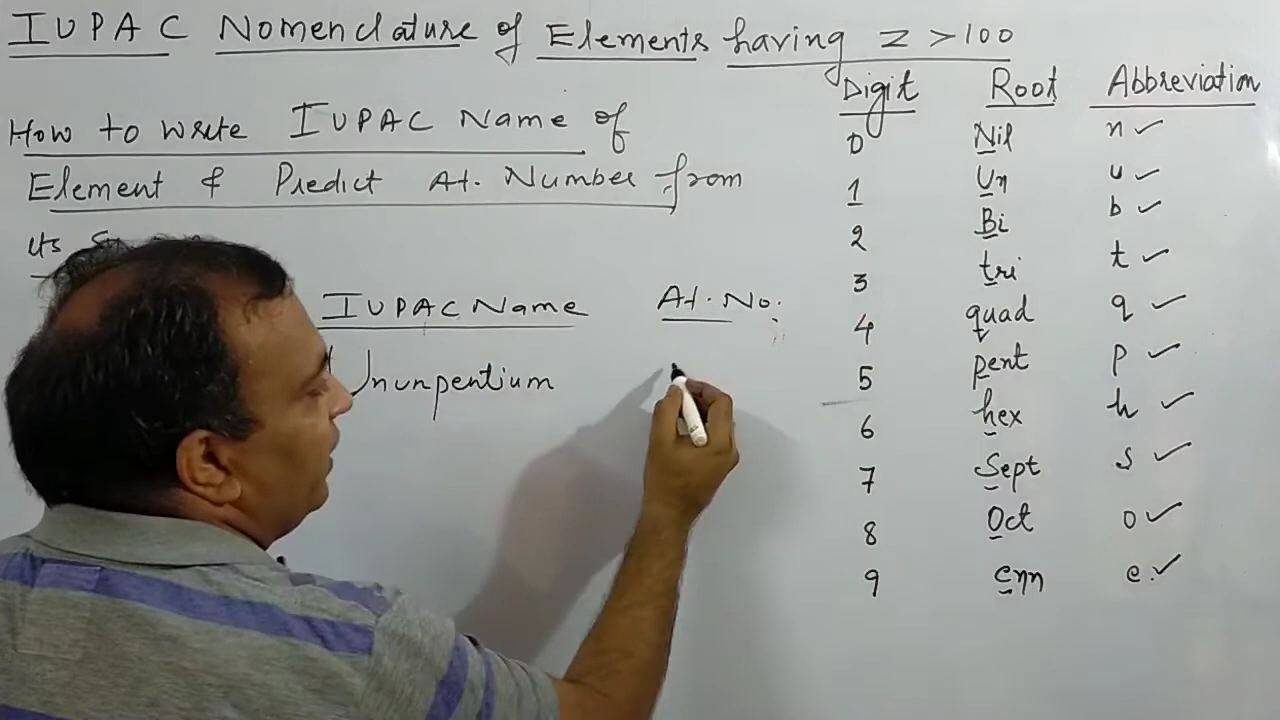 IUPAC Nomenclature of Elements having Z > 100
How to write IUPAC Name of
Element & Predict At. Number from
its
IUPAC Name At. No.
Ununpentium
Digit Root Abbreviation
0 Nil n ✓
1 Un u ✓
2 Bi b ✓
3 tri t ✓
4 quad q ✓
5 pent p ✓
6 hex h ✓
7 Sept s ✓
8 Oct o ✓
9 enn e. ✓